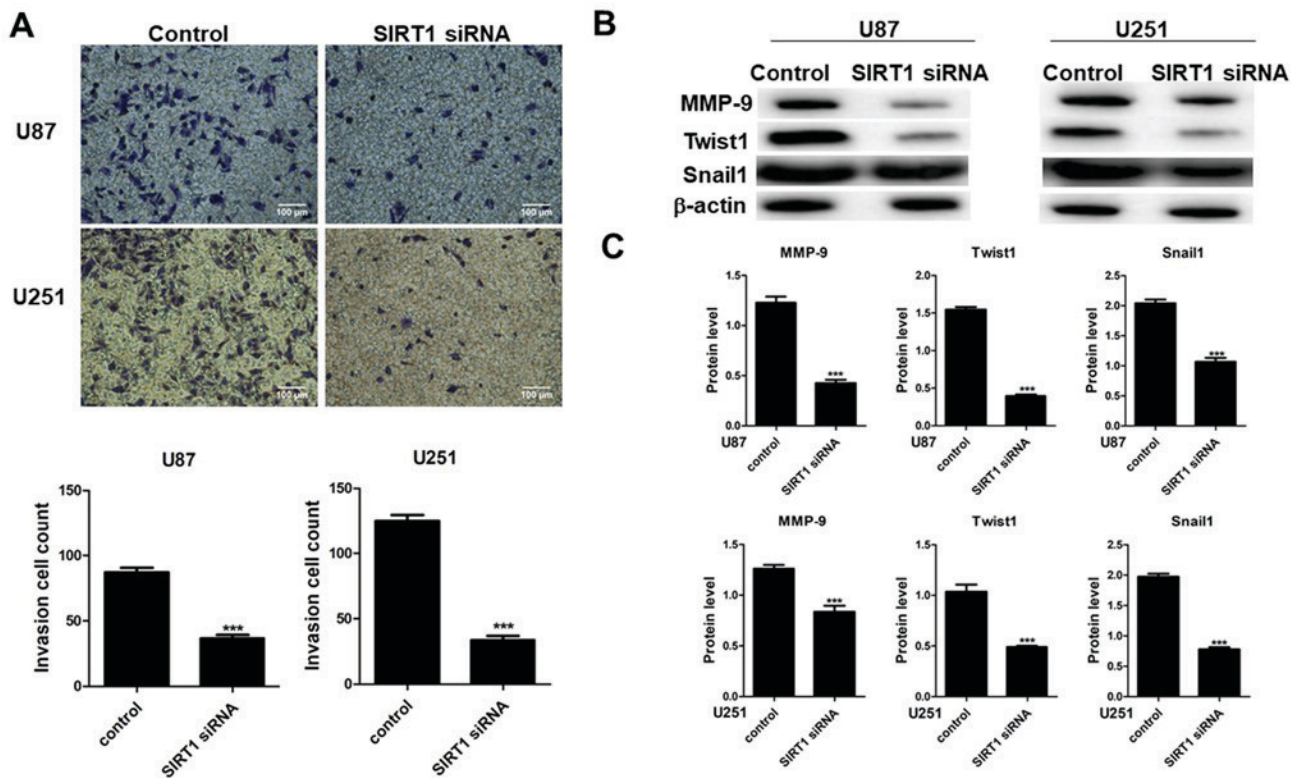 A
Control
SIRT1 siRNA
U87
100 µm
100 µm
U251
100 µm
100 µm
U87
Invasion cell count
150
100
50
0
control
SIRT1 siRNA
***
U251
Invasion cell count
150
100
50
0
control
SIRT1 siRNA
***
B
U87
U251
Control
SIRT1 siRNA
Control
SIRT1 siRNA
MMP-9
Twist1
Snail1
β-actin
C
MMP-9
Protein level
1.5
1.0
0.5
0.0
***
U87
control
SIRT1 siRNA
Twist1
Protein level
2.0
1.5
1.0
0.5
0.0
***
U87
control
SIRT1 siRNA
Snail1
Protein level
2.5
2.0
1.5
1.0
0.5
0.0
***
U87
control
SIRT1 siRNA
MMP-9
Protein level
1.5
1.0
0.5
0.0
***
U251
control
SIRT1 siRNA
Twist1
Protein level
1.5
1.0
0.5
0.0
***
U251
control
SIRT1 siRNA
Snail1
Protein level
2.5
2.0
1.5
1.0
0.5
0.0
***
U251
control
SIRT1 siRNA